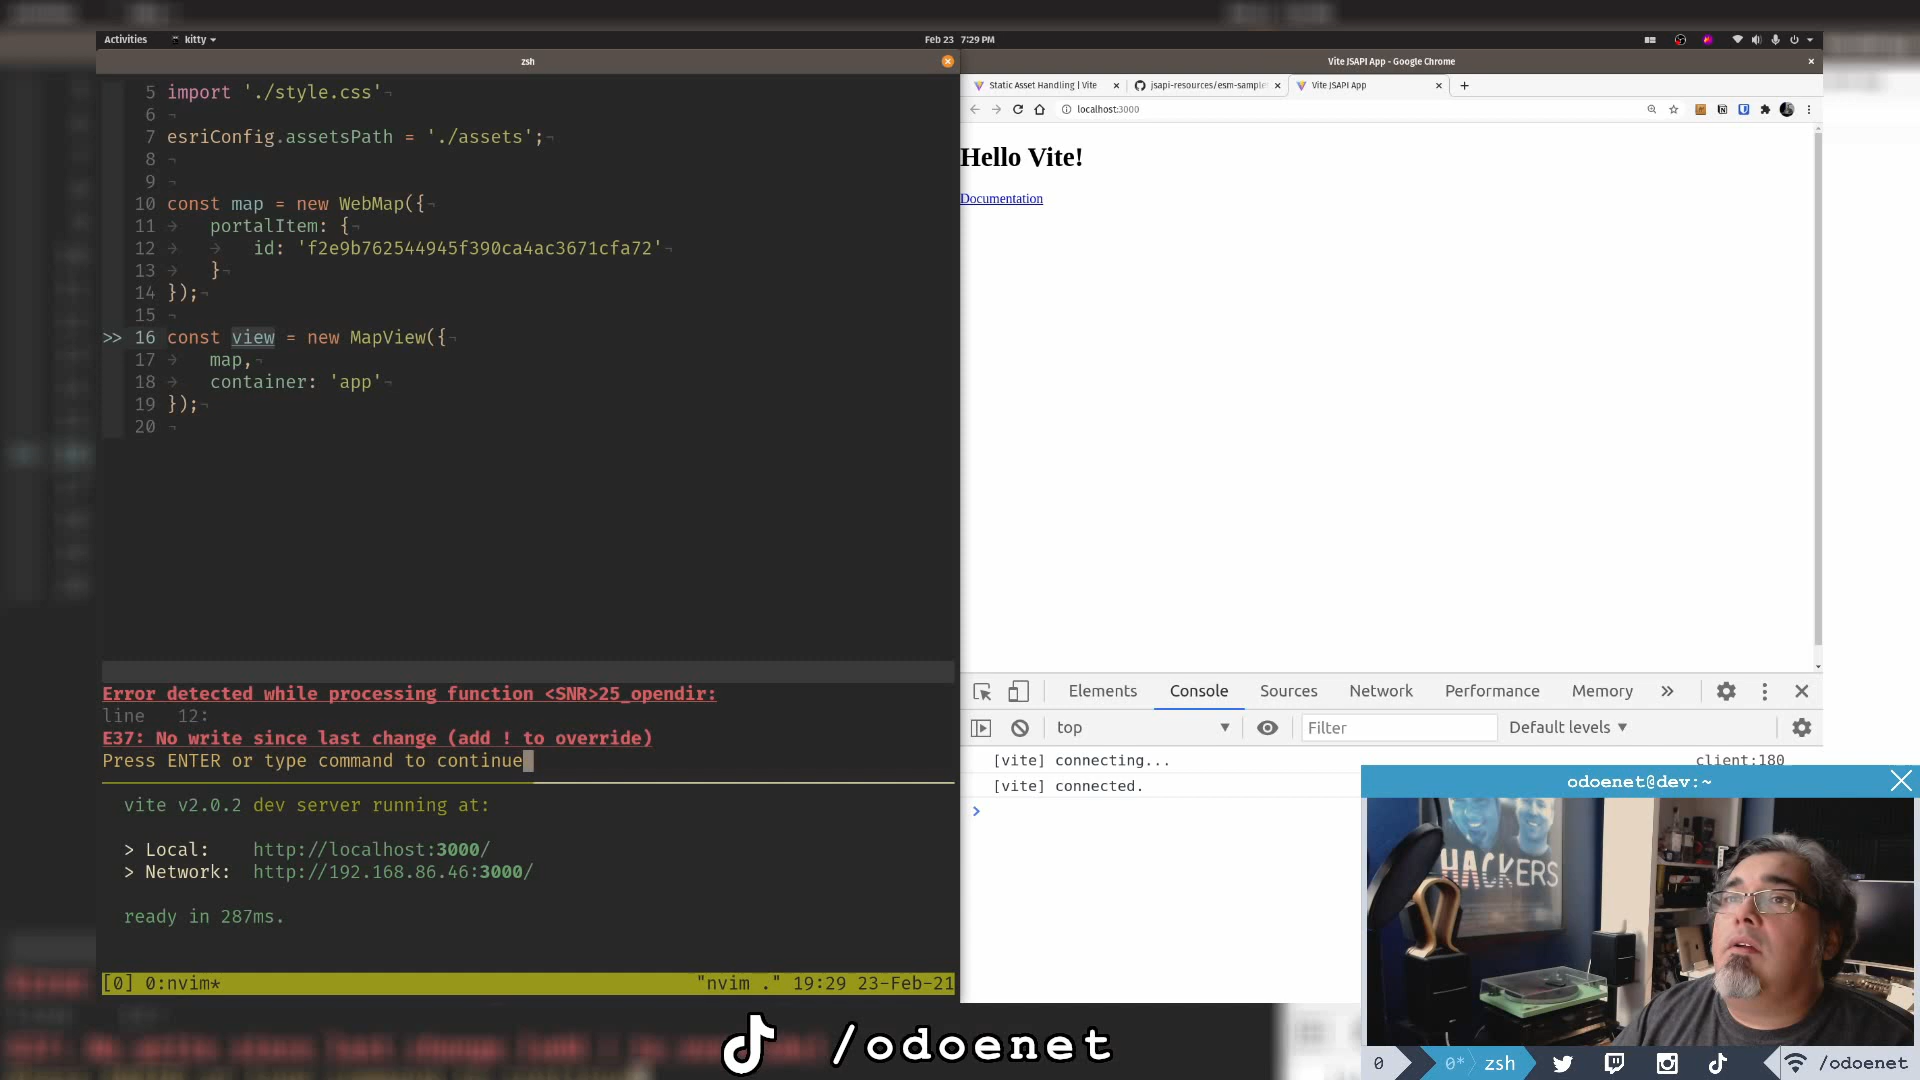 Activities
kitty
Feb 23 7:29 PM
zsh
Vite JSAPI App - Google Chrome
5 import './style.css'
6
7 esriConfig.assetsPath = './assets';
8
9
10 const map = new WebMap({
11 portalItem: {
12 id: 'f2e9b762544945f390ca4ac3671cfa72'
13 }
14 });
15
>> 16 const view = new MapView({
17 map,
18 container: 'app'
19 });
20
Error detected while processing function <SNR>25_opendir:
line 12:
E37: No write since last change (add ! to override)
Press ENTER or type command to continue
vite v2.0.2 dev server running at:
> Local: http://localhost:3000/
> Network: http://192.168.86.46:3000/
ready in 287ms.
[0] 0:nvim* "nvim ." 19:29 23-Feb-21
Static Asset Handling | Vite
jsapi-resources/esm-sample
Vite JSAPI App
localhost:3000
Hello Vite!
Documentation
Elements Console Sources Network Performance Memory
top Filter Default levels
[vite] connecting... client:180
[vite] connected.
odoenet@dev:~
HACKERS
/odoenet
0 0* zsh /odoenet